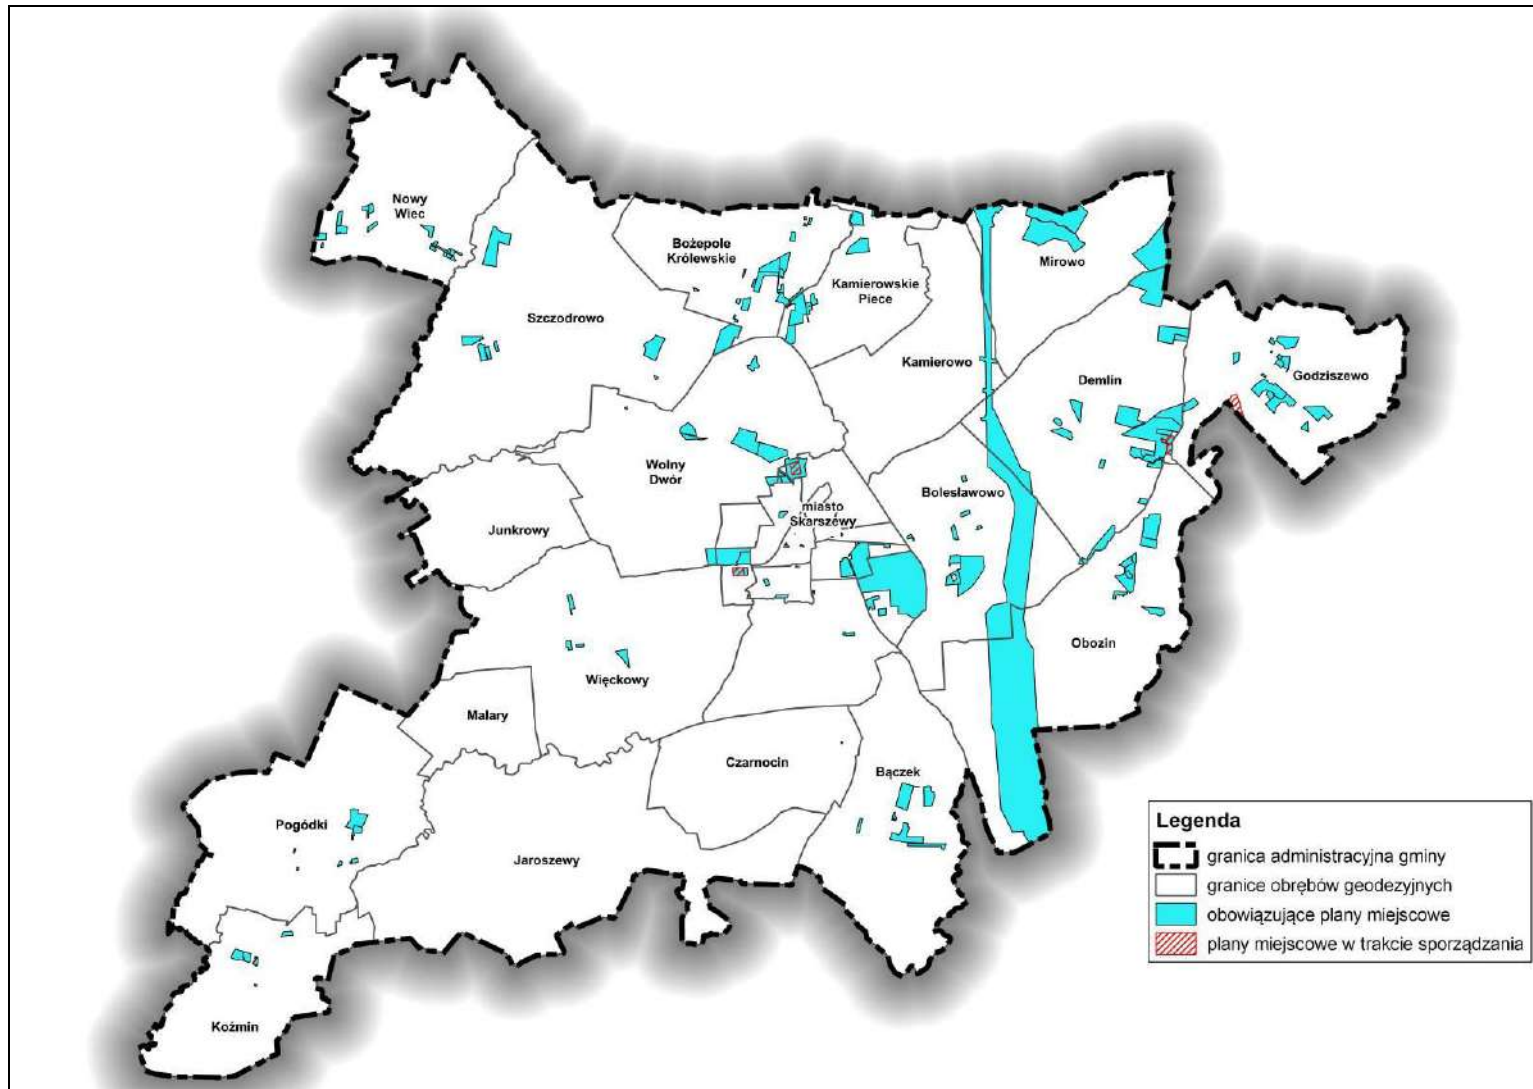 Nowy
Wiec
Bożepole
Królewskie
Mirowo
Kamierowskie
Piece
Szczodrowo
Kamierowo
Demlin
Godziszewo
Wolny
Dwór
Bolesławowo
miasto
Skarszewy
Junkrowy
Obozin
Więckowy
Malary
Czarnocin
Bączek
Pogódki
Jaroszewy
Koźmin
Legenda
granica administracyjna gminy
granice obrębów geodezyjnych
obowiązujące plany miejscowe
plany miejscowe w trakcie sporządzania